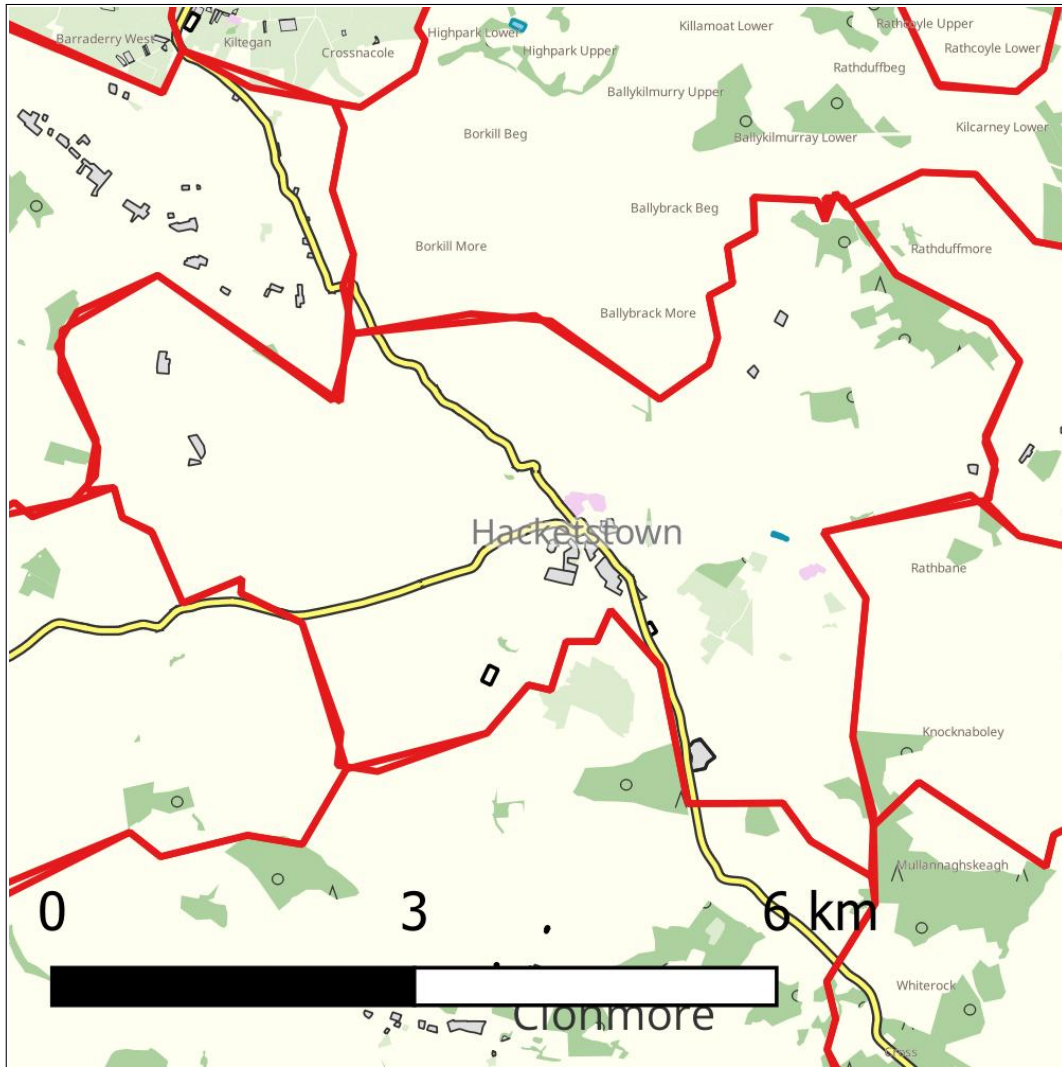 Barraderry West
Kiltegan
Crossnacole
Highpark Lower
Highpark Upper
Killamoat Lower
Rathcoyle Upper
Rathcoyle Lower
Rathduffbeg
Ballykilmurry Upper
Borkill Beg
Ballykilmurray Lower
Kilcarney Lower
Ballybrack Beg
Borkill More
Rathduffmore
Ballybrack More
Hacketstown
Rathbane
Knocknaboley
Mullannaghskeagh
0 3 6 km
Whiterock
Clonmore
Cross